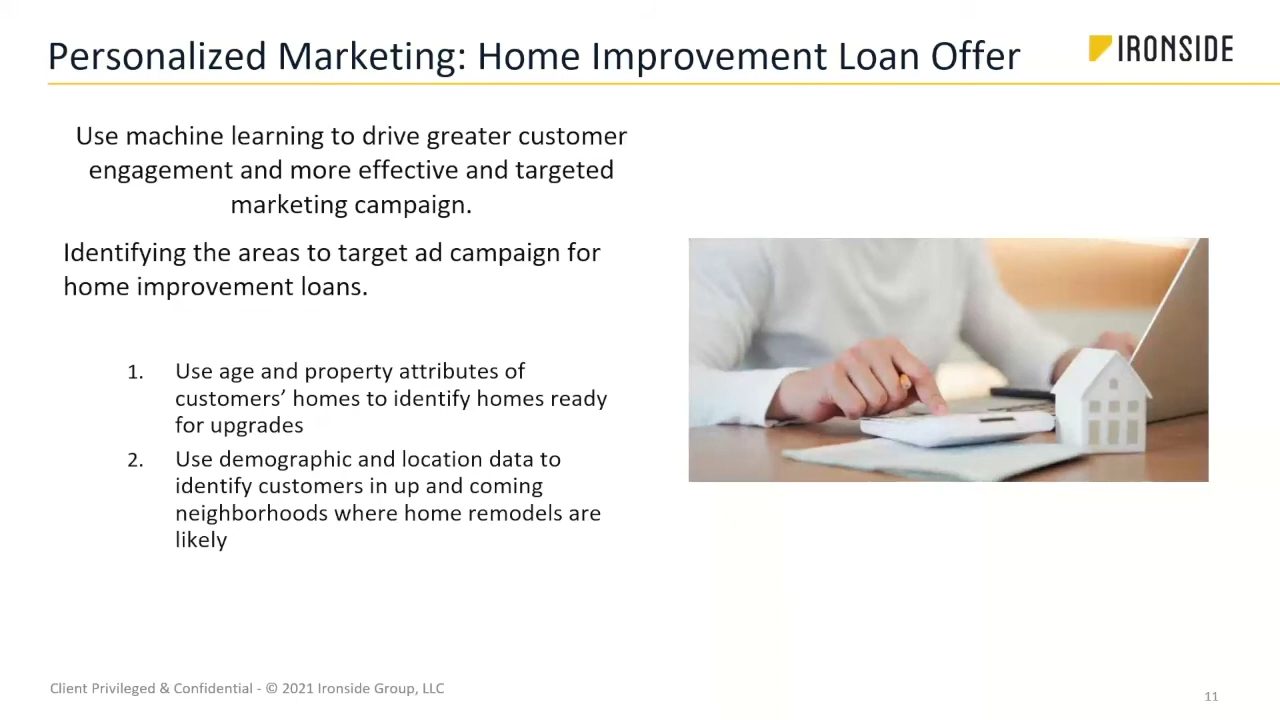 Personalized Marketing: Home Improvement Loan Offer
IRONSIDE
Use machine learning to drive greater customer
engagement and more effective and targeted
marketing campaign.
Identifying the areas to target ad campaign for
home improvement loans.
1. Use age and property attributes of
customers’ homes to identify homes ready
for upgrades
2. Use demographic and location data to
identify customers in up and coming
neighborhoods where home remodels are
likely
Client Privileged & Confidential - © 2021 Ironside Group, LLC
11